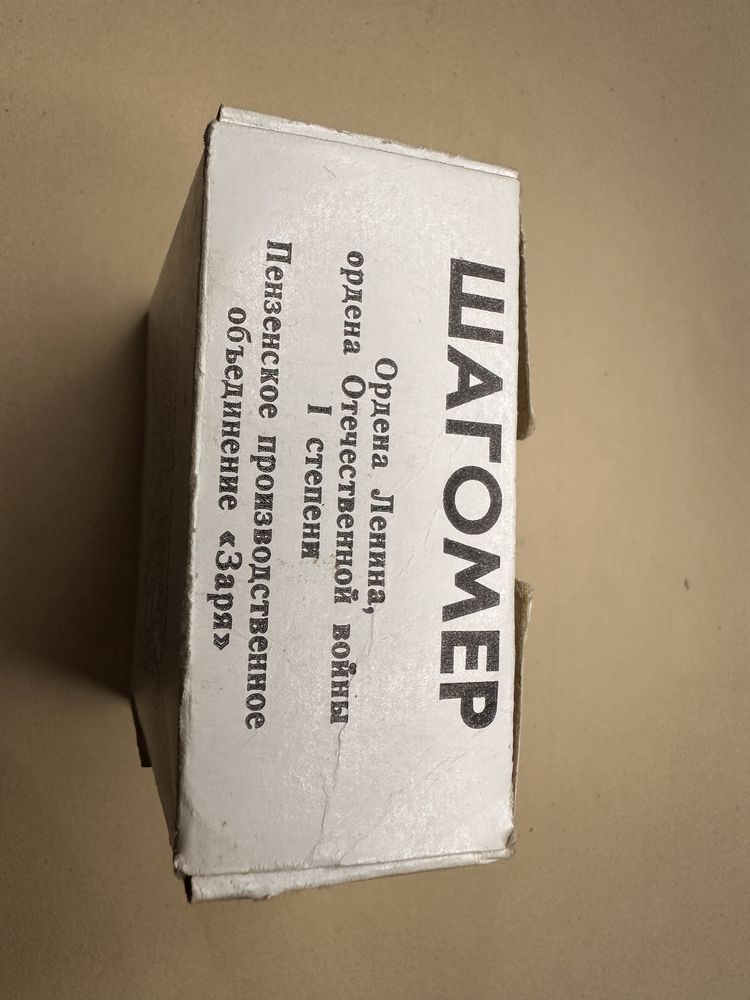 ШАГОМЕР
Ордена Ленина,
ордена Отечественной войны
I степени
Пензенское производственное
объединение «Заря»